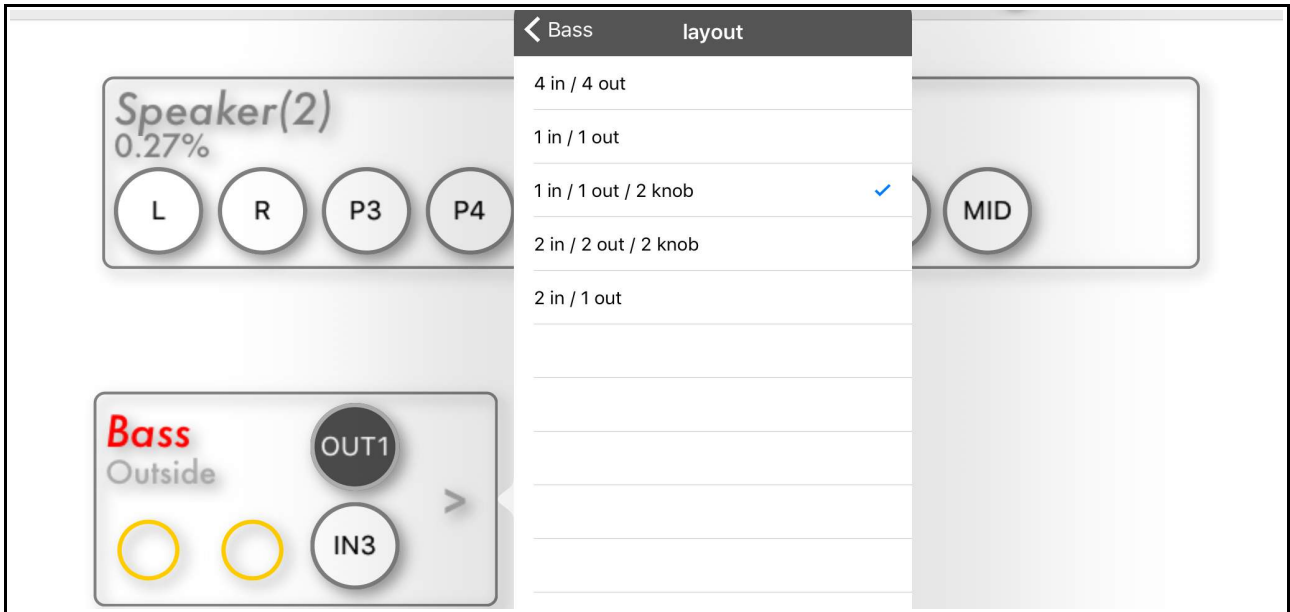 Bass
layout
4 in / 4 out
1 in / 1 out
1 in / 1 out / 2 knob
2 in / 2 out / 2 knob
2 in / 1 out
Speaker(2)
0.27%
L R P3 P4 MID
Bass
Outside
OUT1
IN3
>